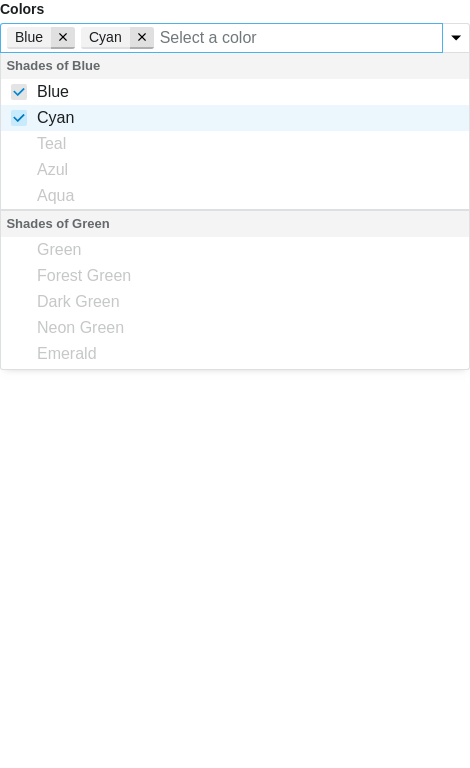 Colors
Blue ✕ Cyan ✕ Select a color
Shades of Blue
Blue
Cyan
Teal
Azul
Aqua
Shades of Green
Green
Forest Green
Dark Green
Neon Green
Emerald